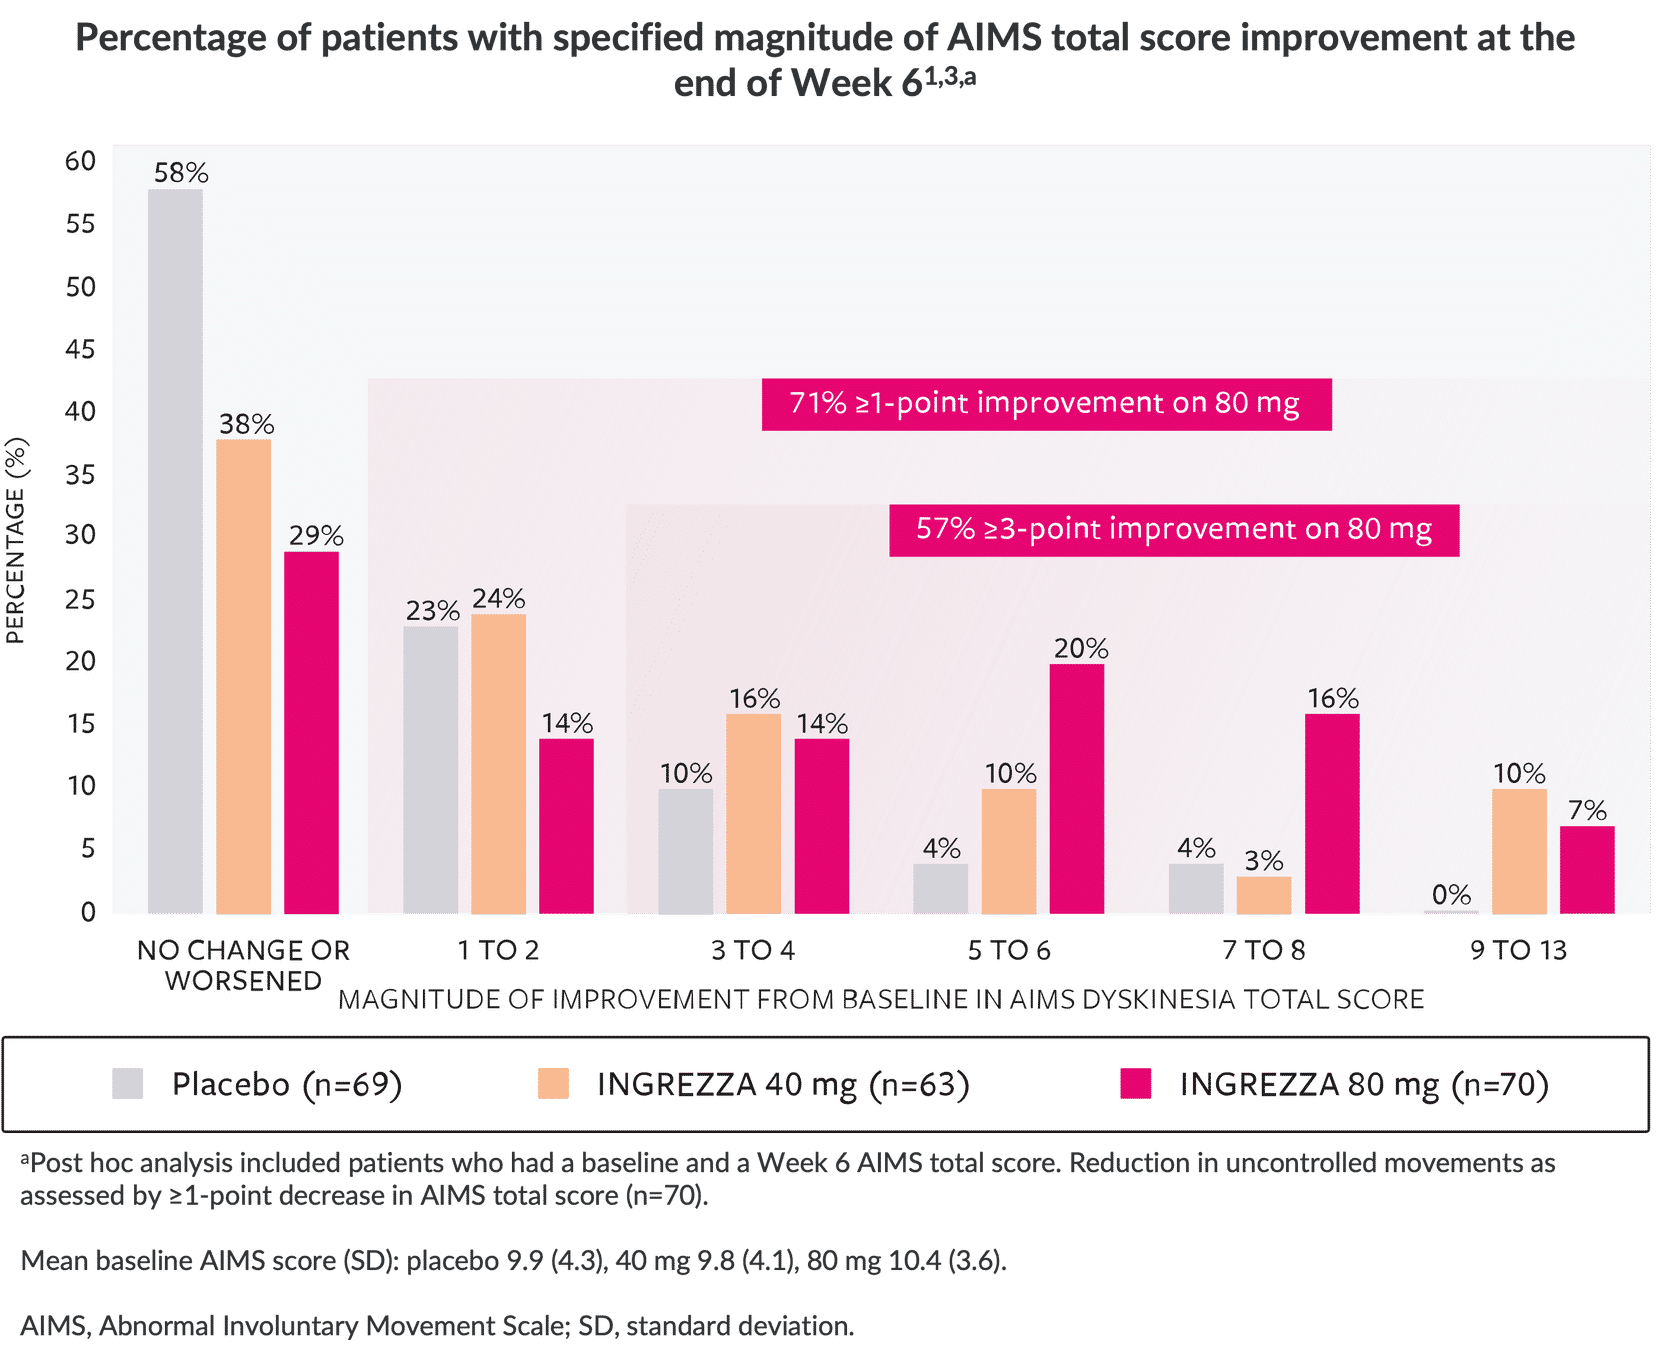 Percentage of patients with specified magnitude of AIMS total score improvement at the
end of Week 6¹,³,ᵃ
60
55
50
45
40
35
30
25
20
15
10
5
0
PERCENTAGE (%)
58%
38%
29%
23%
24%
14%
10%
16%
14%
4%
10%
20%
4%
3%
16%
0%
10%
7%
71% ≥1-point improvement on 80 mg
57% ≥3-point improvement on 80 mg
NO CHANGE OR
WORSENED
1 TO 2
3 TO 4
5 TO 6
7 TO 8
9 TO 13
MAGNITUDE OF IMPROVEMENT FROM BASELINE IN AIMS DYSKINESIA TOTAL SCORE
Placebo (n=69)
INGREZZA 40 mg (n=63)
INGREZZA 80 mg (n=70)
ᵃPost hoc analysis included patients who had a baseline and a Week 6 AIMS total score. Reduction in uncontrolled movements as
assessed by ≥1-point decrease in AIMS total score (n=70).
Mean baseline AIMS score (SD): placebo 9.9 (4.3), 40 mg 9.8 (4.1), 80 mg 10.4 (3.6).
AIMS, Abnormal Involuntary Movement Scale; SD, standard deviation.